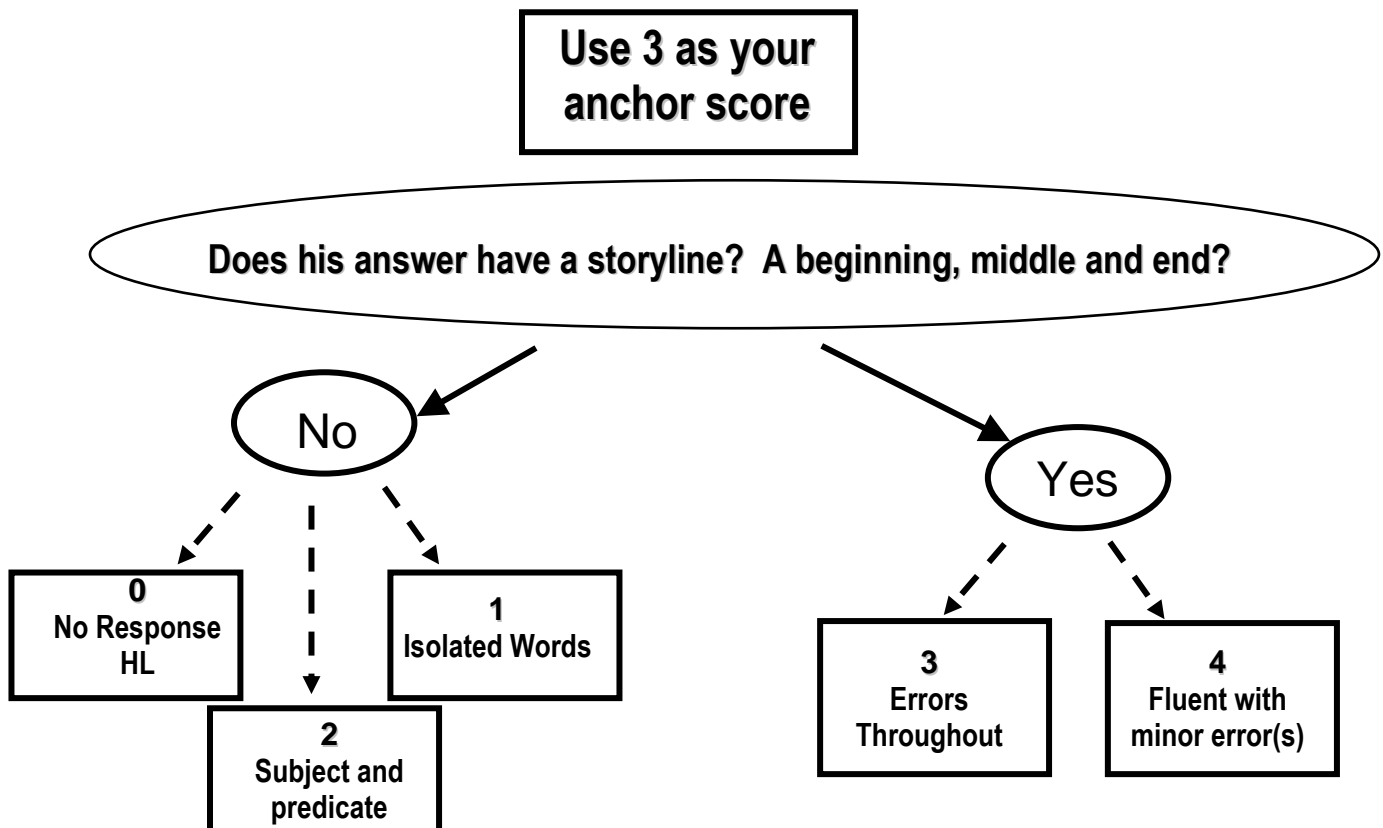 Use 3 as your
anchor score
Does his answer have a storyline?  A beginning, middle and end?
No
Yes
0
No Response
HL
1
Isolated Words
2
Subject and
predicate
3
Errors
Throughout
4
Fluent with
minor error(s)